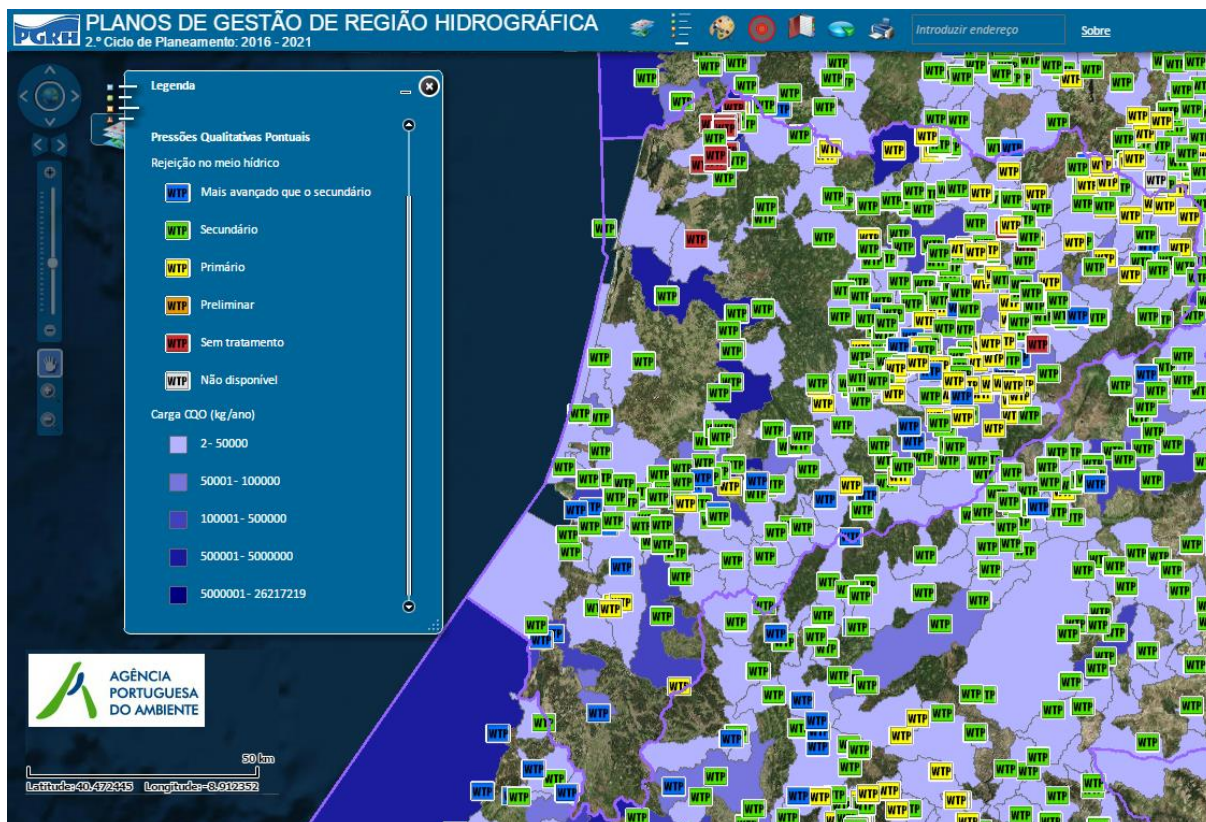 PGRH
PLANOS DE GESTÃO DE REGIÃO HIDROGRÁFICA
2.º Ciclo de Planeamento: 2016 - 2021
Introduzir endereço
Sobre
Legenda
Pressões Qualitativas Pontuais
Rejeição no meio hídrico
WTP Mais avançado que o secundário
WTP Secundário
WTP Primário
WTP Preliminar
WTP Sem tratamento
WTP Não disponível
Carga CQO (kg/ano)
2- 50000
50001- 100000
100001- 500000
500001- 5000000
5000001- 26217219
AGÊNCIA
PORTUGUESA
DO AMBIENTE
50 km
Latitude: 40.472445 Longitude: -8.912352